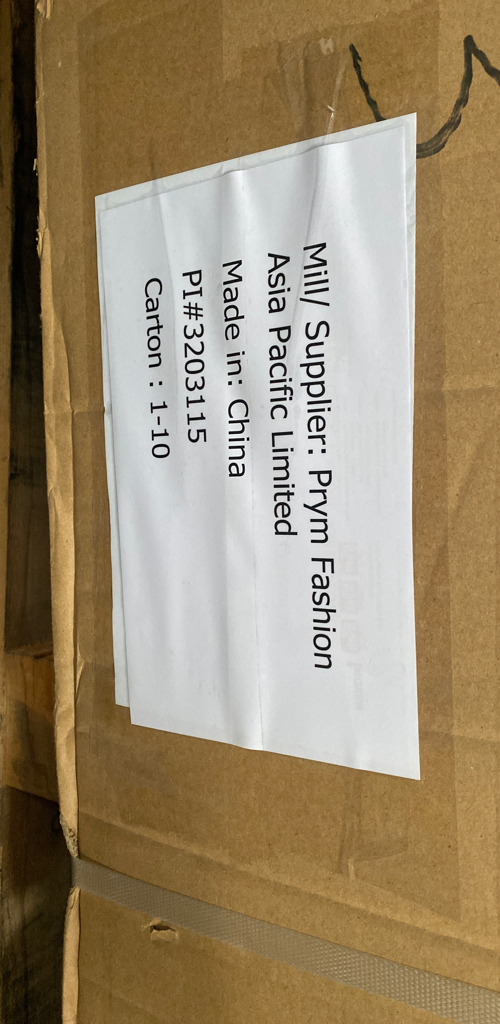 Mill/ Supplier: Prym Fashion
Asia Pacific Limited
Made in: China
PI#3203115
Carton : 1-10